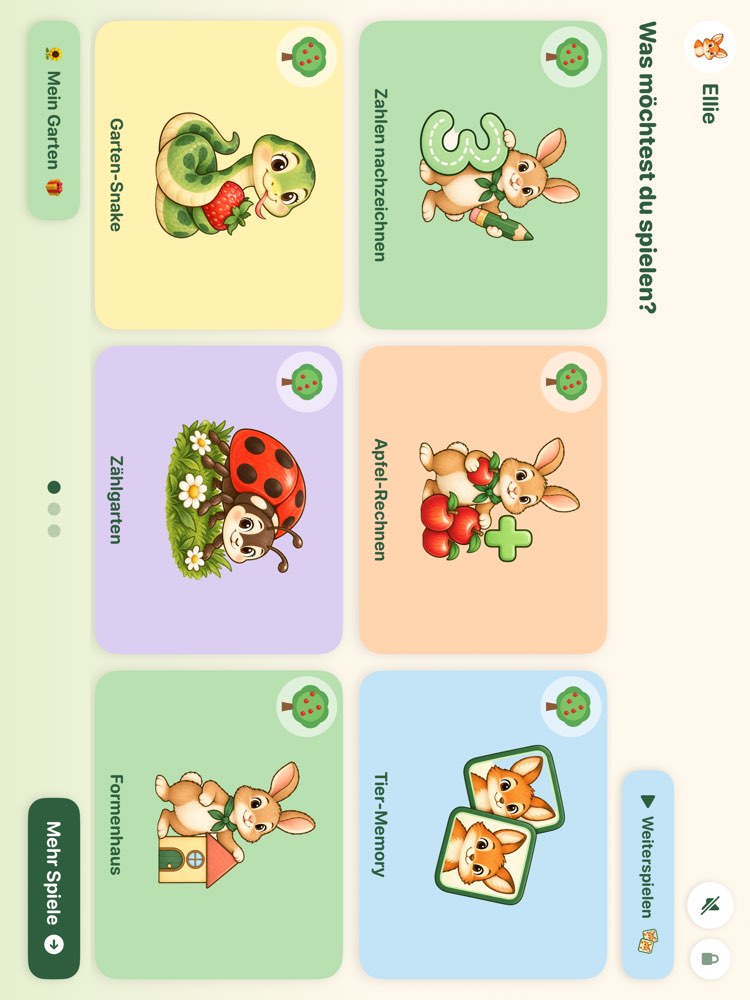 Ellie
Was möchtest du spielen?
Weiterspielen
3
Zahlen nachzeichnen
Apfel-Rechnen
Tier-Memory
Garten-Snake
Zählgarten
Formenhaus
Mein Garten
Mehr Spiele